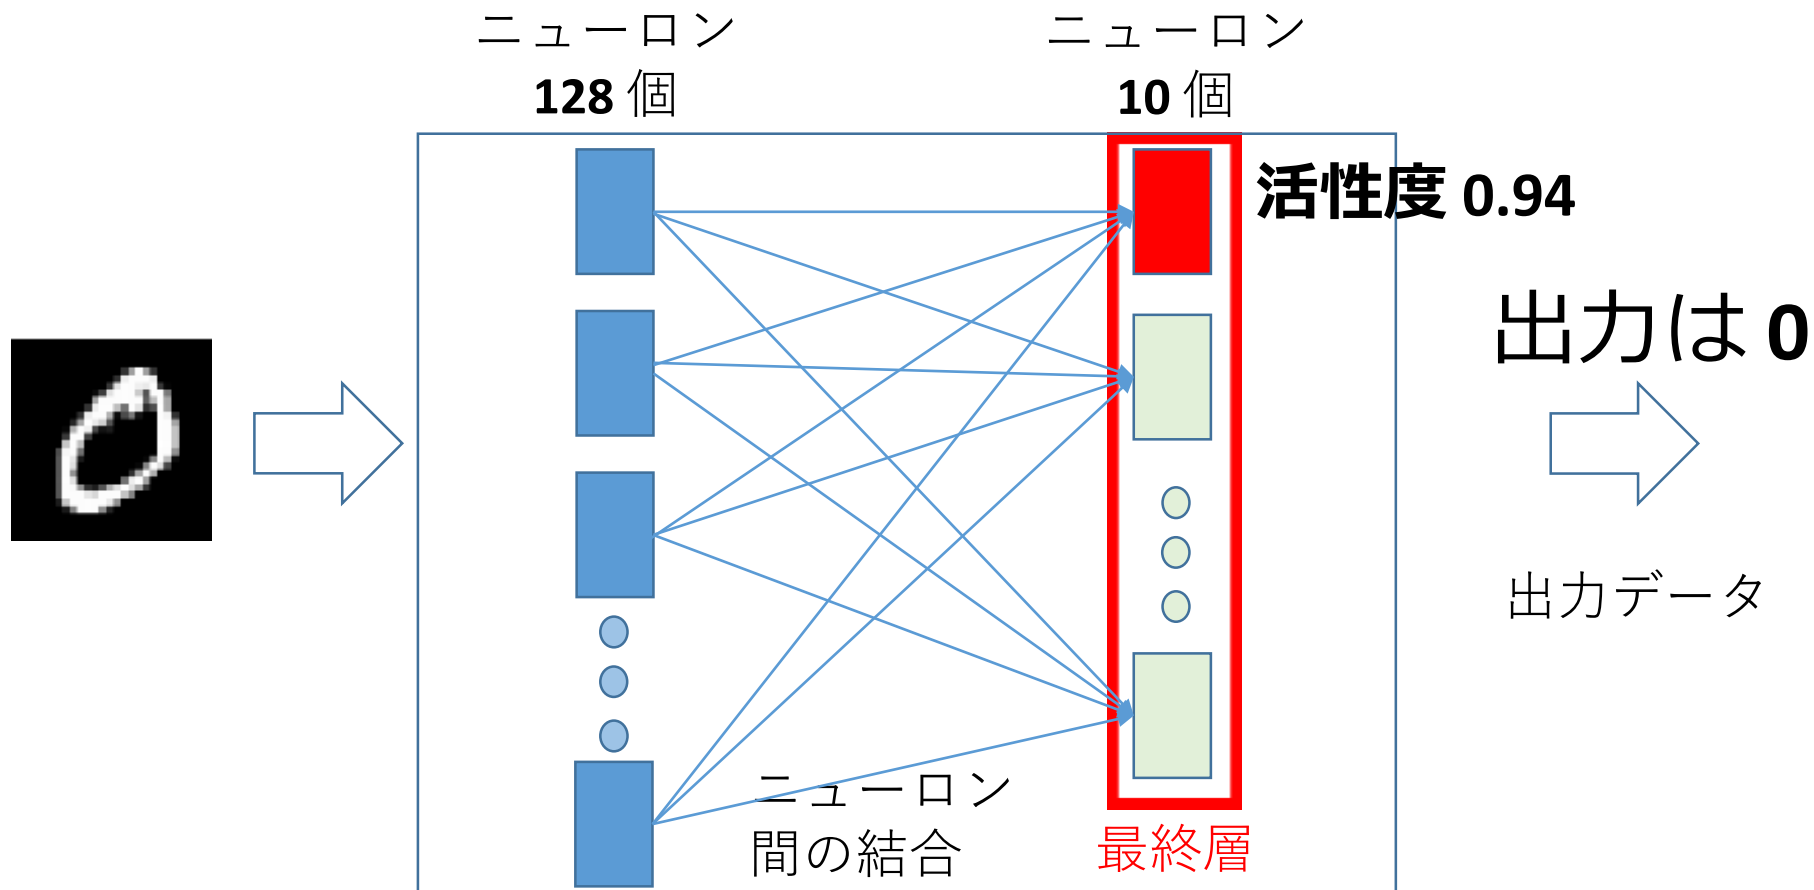 ニューロン
128 個
ニューロン
10 個
活性度 0.94
出力は 0
出力データ
ニューロン
間の結合
最終層